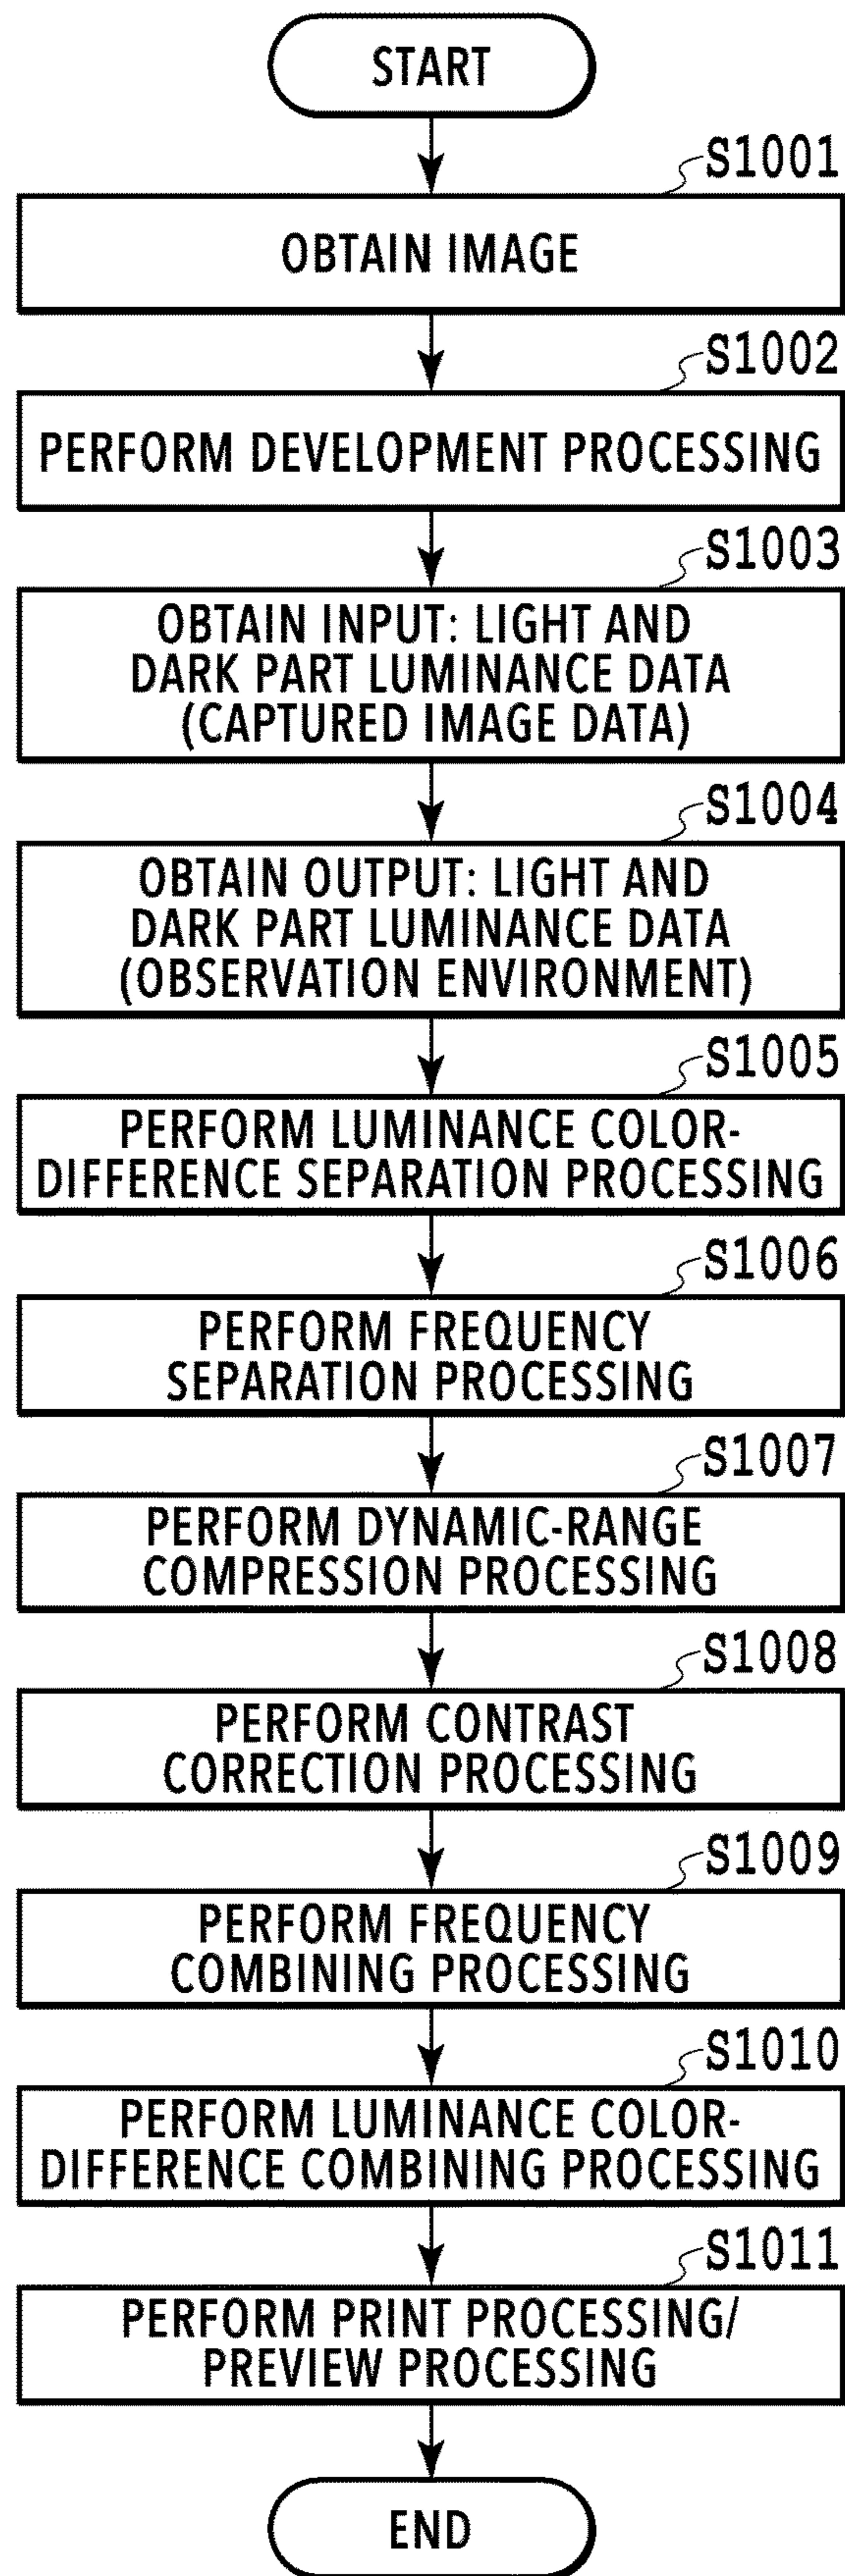 START
S1001
OBTAIN IMAGE
S1002
PERFORM DEVELOPMENT PROCESSING
S1003
OBTAIN INPUT: LIGHT AND
DARK PART LUMINANCE DATA
(CAPTURED IMAGE DATA)
S1004
OBTAIN OUTPUT: LIGHT AND
DARK PART LUMINANCE DATA
(OBSERVATION ENVIRONMENT)
S1005
PERFORM LUMINANCE COLOR-
DIFFERENCE SEPARATION PROCESSING
S1006
PERFORM FREQUENCY
SEPARATION PROCESSING
S1007
PERFORM DYNAMIC-RANGE
COMPRESSION PROCESSING
S1008
PERFORM CONTRAST
CORRECTION PROCESSING
S1009
PERFORM FREQUENCY
COMBINING PROCESSING
S1010
PERFORM LUMINANCE COLOR-
DIFFERENCE COMBINING PROCESSING
S1011
PERFORM PRINT PROCESSING/
PREVIEW PROCESSING
END